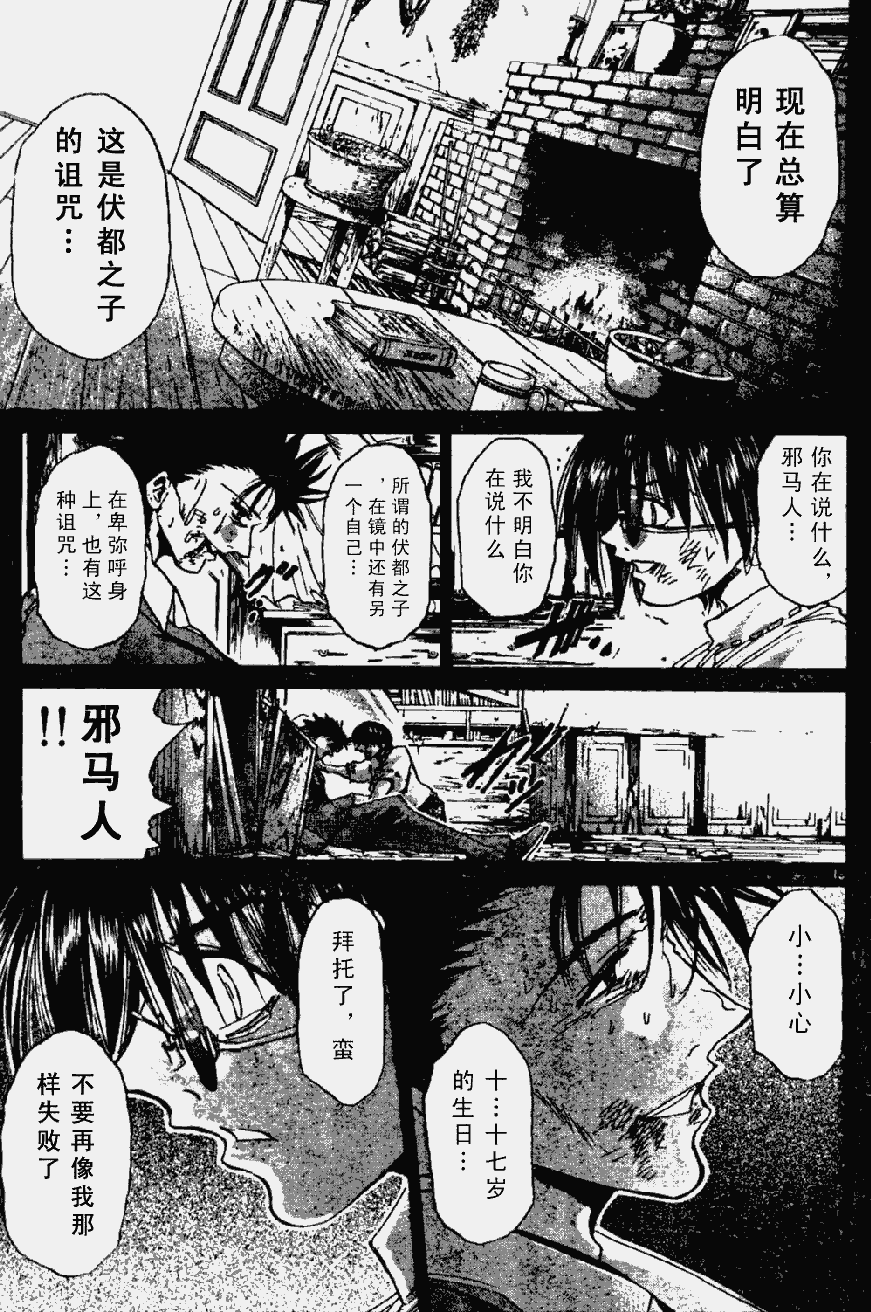 现在总算
明白了
这是伏都之子
的诅咒…
你在说什么,
邪马人…
我不明白你
在说什么
所谓的伏都之子
，在镜中还有另
一个自己…
在卑弥呼身
上，也有这
种诅咒…
邪马人
!!
小…小心
十…十七岁
的生日…
拜托了，蛮
不要再像我那
样失败了